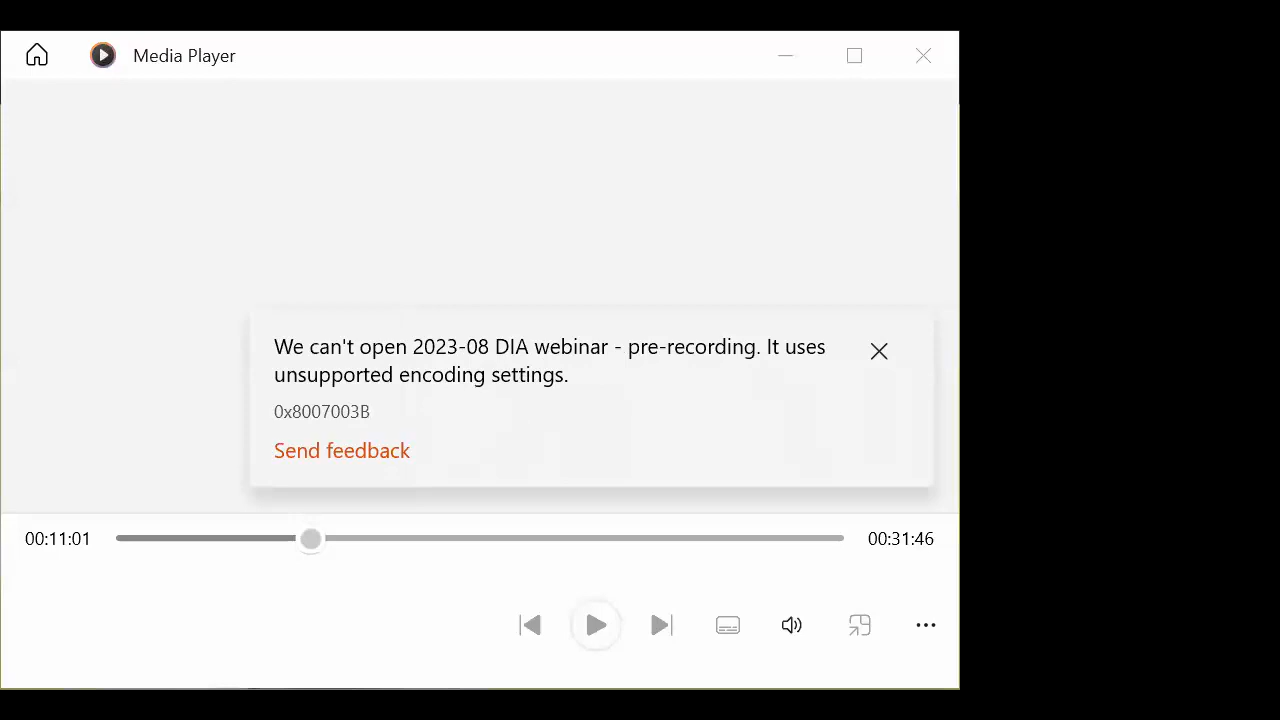 Media Player
We can't open 2023-08 DIA webinar - pre-recording. It uses
unsupported encoding settings.
0x8007003B
Send feedback
00:11:01
00:31:46